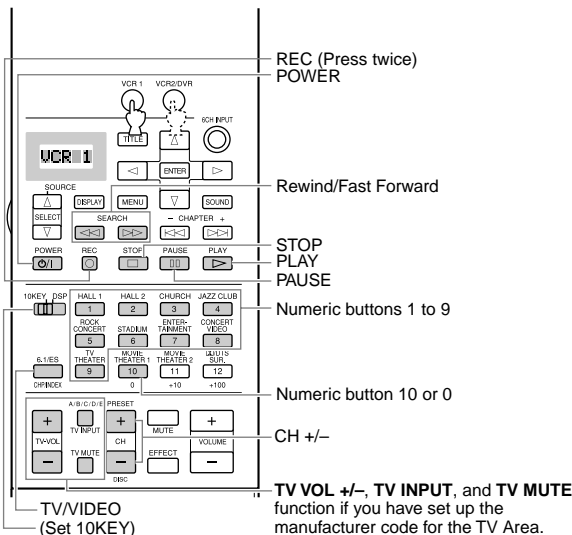 REC (Press twice)
POWER
VCR 1 VCR2/DVR
6CH INPUT
TITLE
VCR 1
ENTER
SOURCE
SELECT
DISPLAY MENU SOUND
SEARCH – CHAPTER +
Rewind/Fast Forward
POWER REC STOP PAUSE PLAY
STOP
PLAY
PAUSE
10KEY DSP
HALL 1 HALL 2 CHURCH JAZZ CLUB
1 2 3 4
ROCK CONCERT STADIUM ENTER-TAINMENT CONCERT VIDEO
5 6 7 8
6.1/ES TV THEATER MOVIE THEATER 1 MOVIE THEATER 2 SUR.
9 10 11 12
CHP.INDEX 0 +10 +100
Numeric buttons 1 to 9
Numeric button 10 or 0
A/B/C/D/E PRESET
+ TV INPUT + MUTE +
TV-VOL CH VOLUME
– TV MUTE – EFFECT –
DISC
CH +/–
TV VOL +/–, TV INPUT, and TV MUTE
function if you have set up the
manufacturer code for the TV Area.
TV/VIDEO
(Set 10KEY)